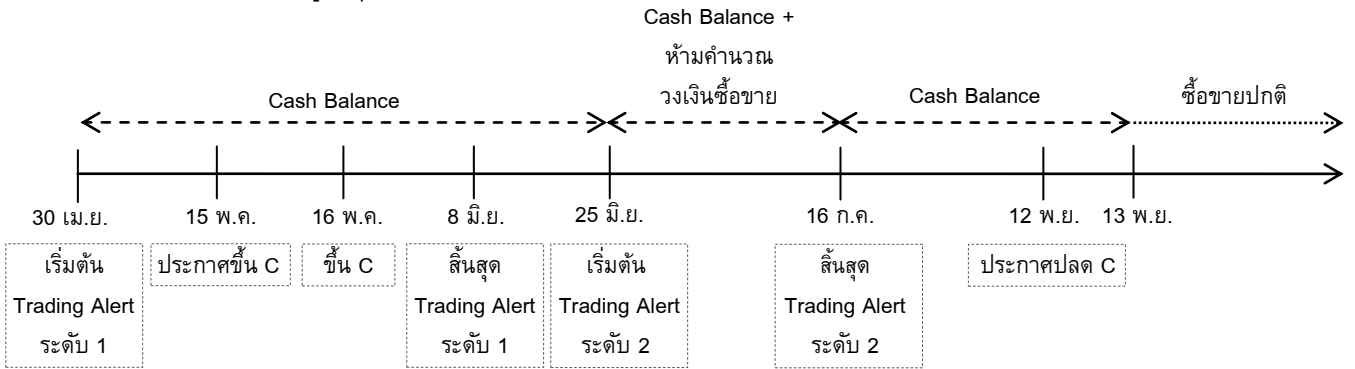 Cash Balance +
ห้ามคำนวณ
วงเงินซื้อขาย
Cash Balance
Cash Balance
ซื้อขายปกติ
30 เม.ย.
15 พ.ค.
16 พ.ค.
8 มิ.ย.
25 มิ.ย.
16 ก.ค.
12 พ.ย.
13 พ.ย.
เริ่มต้น
Trading Alert
ระดับ 1
ประกาศขึ้น C
ขึ้น C
สิ้นสุด
Trading Alert
ระดับ 1
เริ่มต้น
Trading Alert
ระดับ 2
สิ้นสุด
Trading Alert
ระดับ 2
ประกาศปลด C